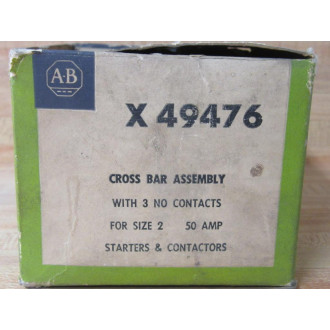 A-B
X 49476
CROSS BAR ASSEMBLY
WITH 3 NO CONTACTS
FOR SIZE 2 50 AMP
STARTERS & CONTACTORS